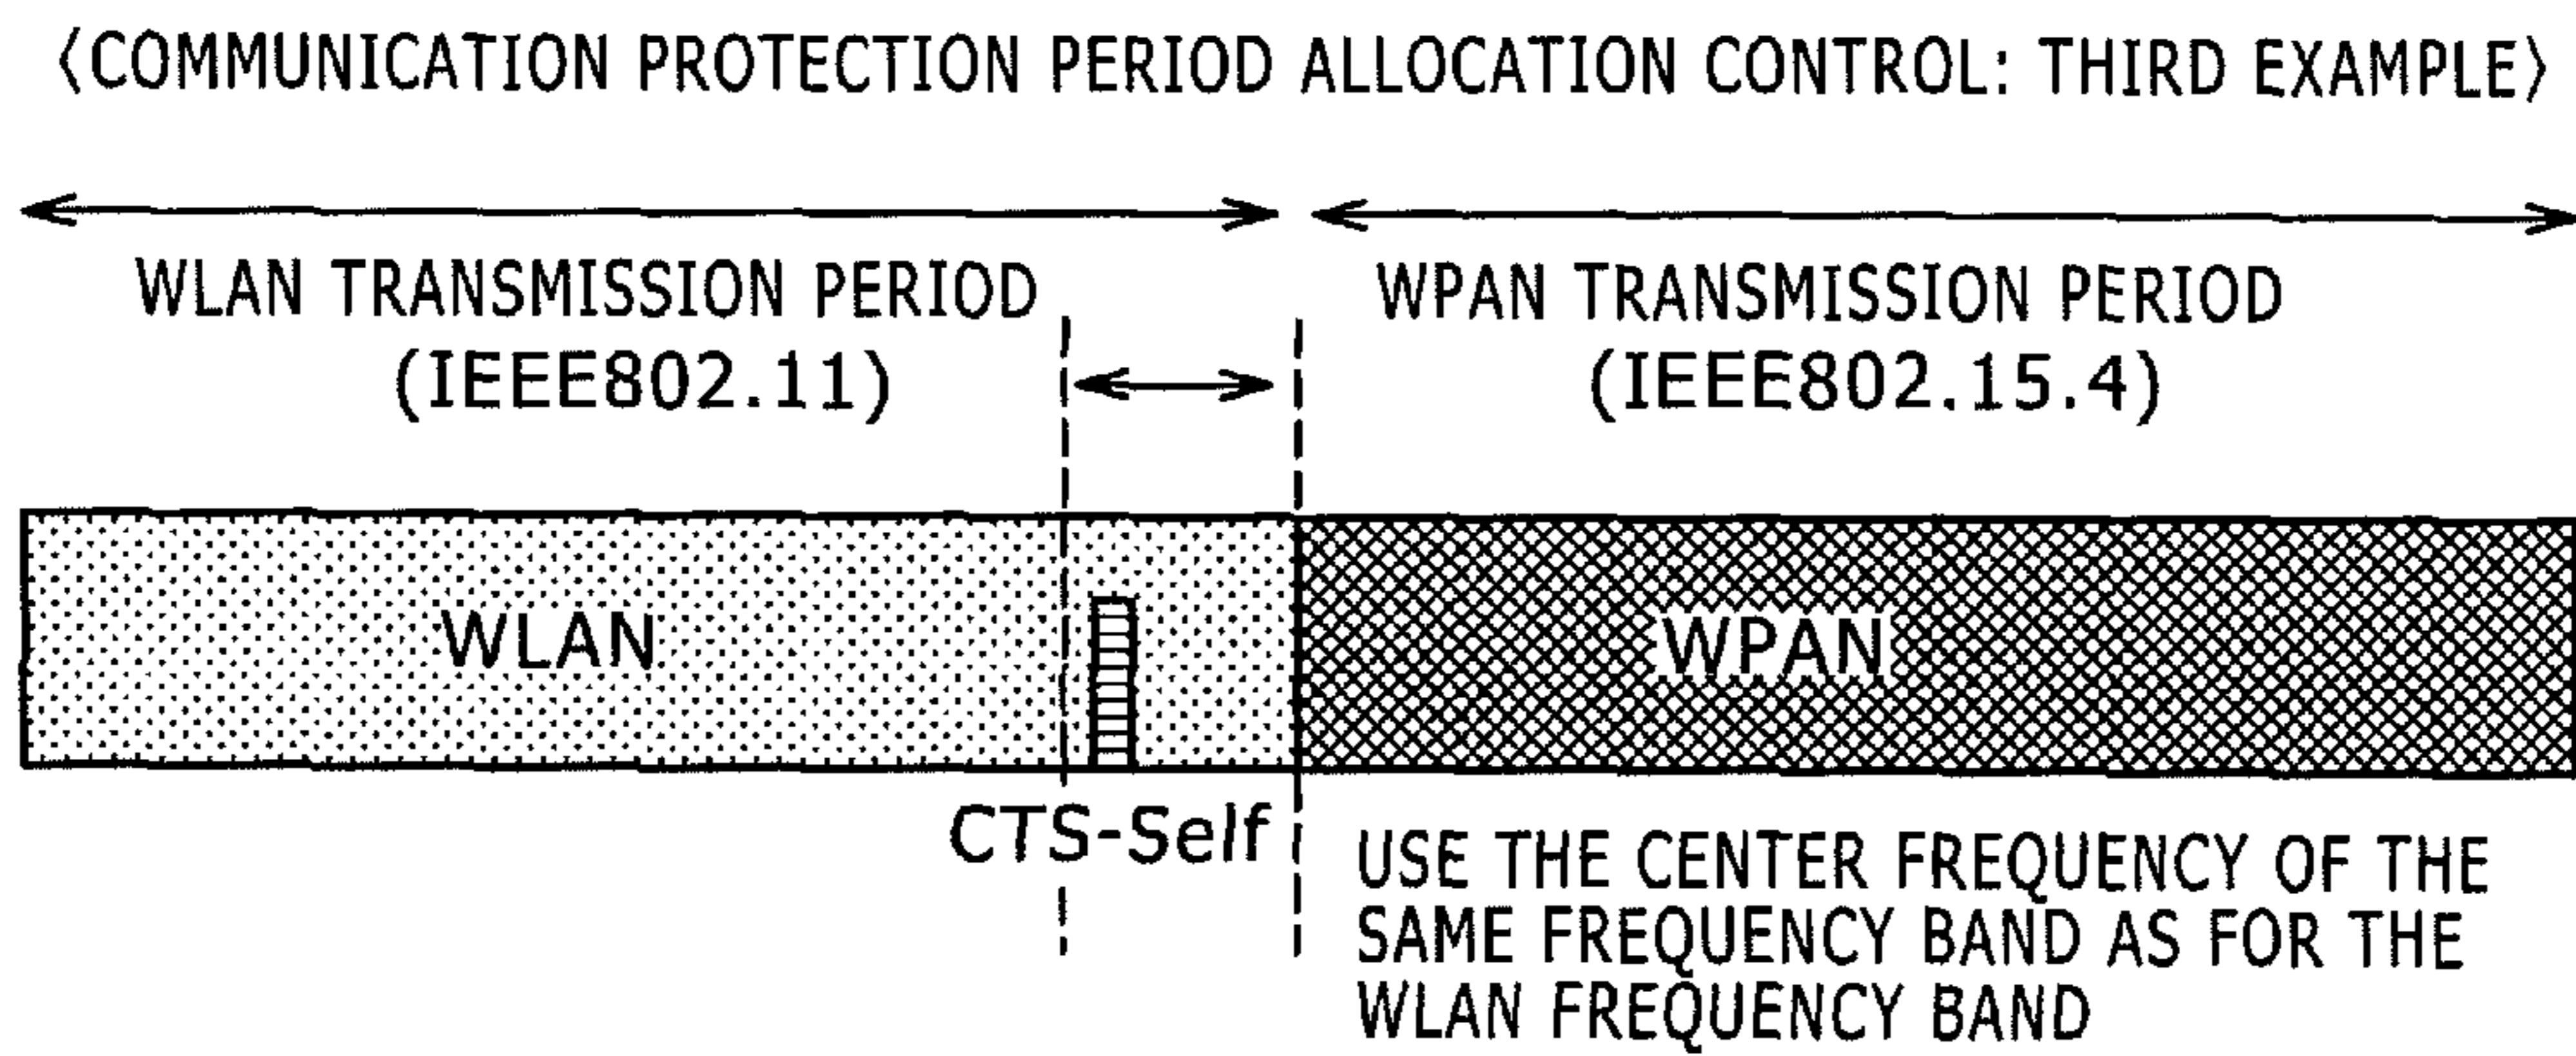 〈COMMUNICATION PROTECTION PERIOD ALLOCATION CONTROL: THIRD EXAMPLE〉
WLAN TRANSMISSION PERIOD
(IEEE802.11)
WPAN TRANSMISSION PERIOD
(IEEE802.15.4)
WLAN
WPAN
CTS-Self
USE THE CENTER FREQUENCY OF THE
SAME FREQUENCY BAND AS FOR THE
WLAN FREQUENCY BAND